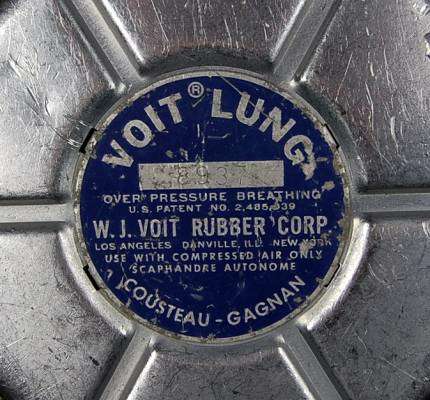 VOIT® LUNG
OVER PRESSURE BREATHING
U.S. PATENT NO. 2,485,039
W.J. VOIT RUBBER CORP
LOS ANGELES DANVILLE, ILL. NEW YORK
USE WITH COMPRESSED AIR ONLY
SCAPHANDRE AUTONOME
COUSTEAU-GAGNAN